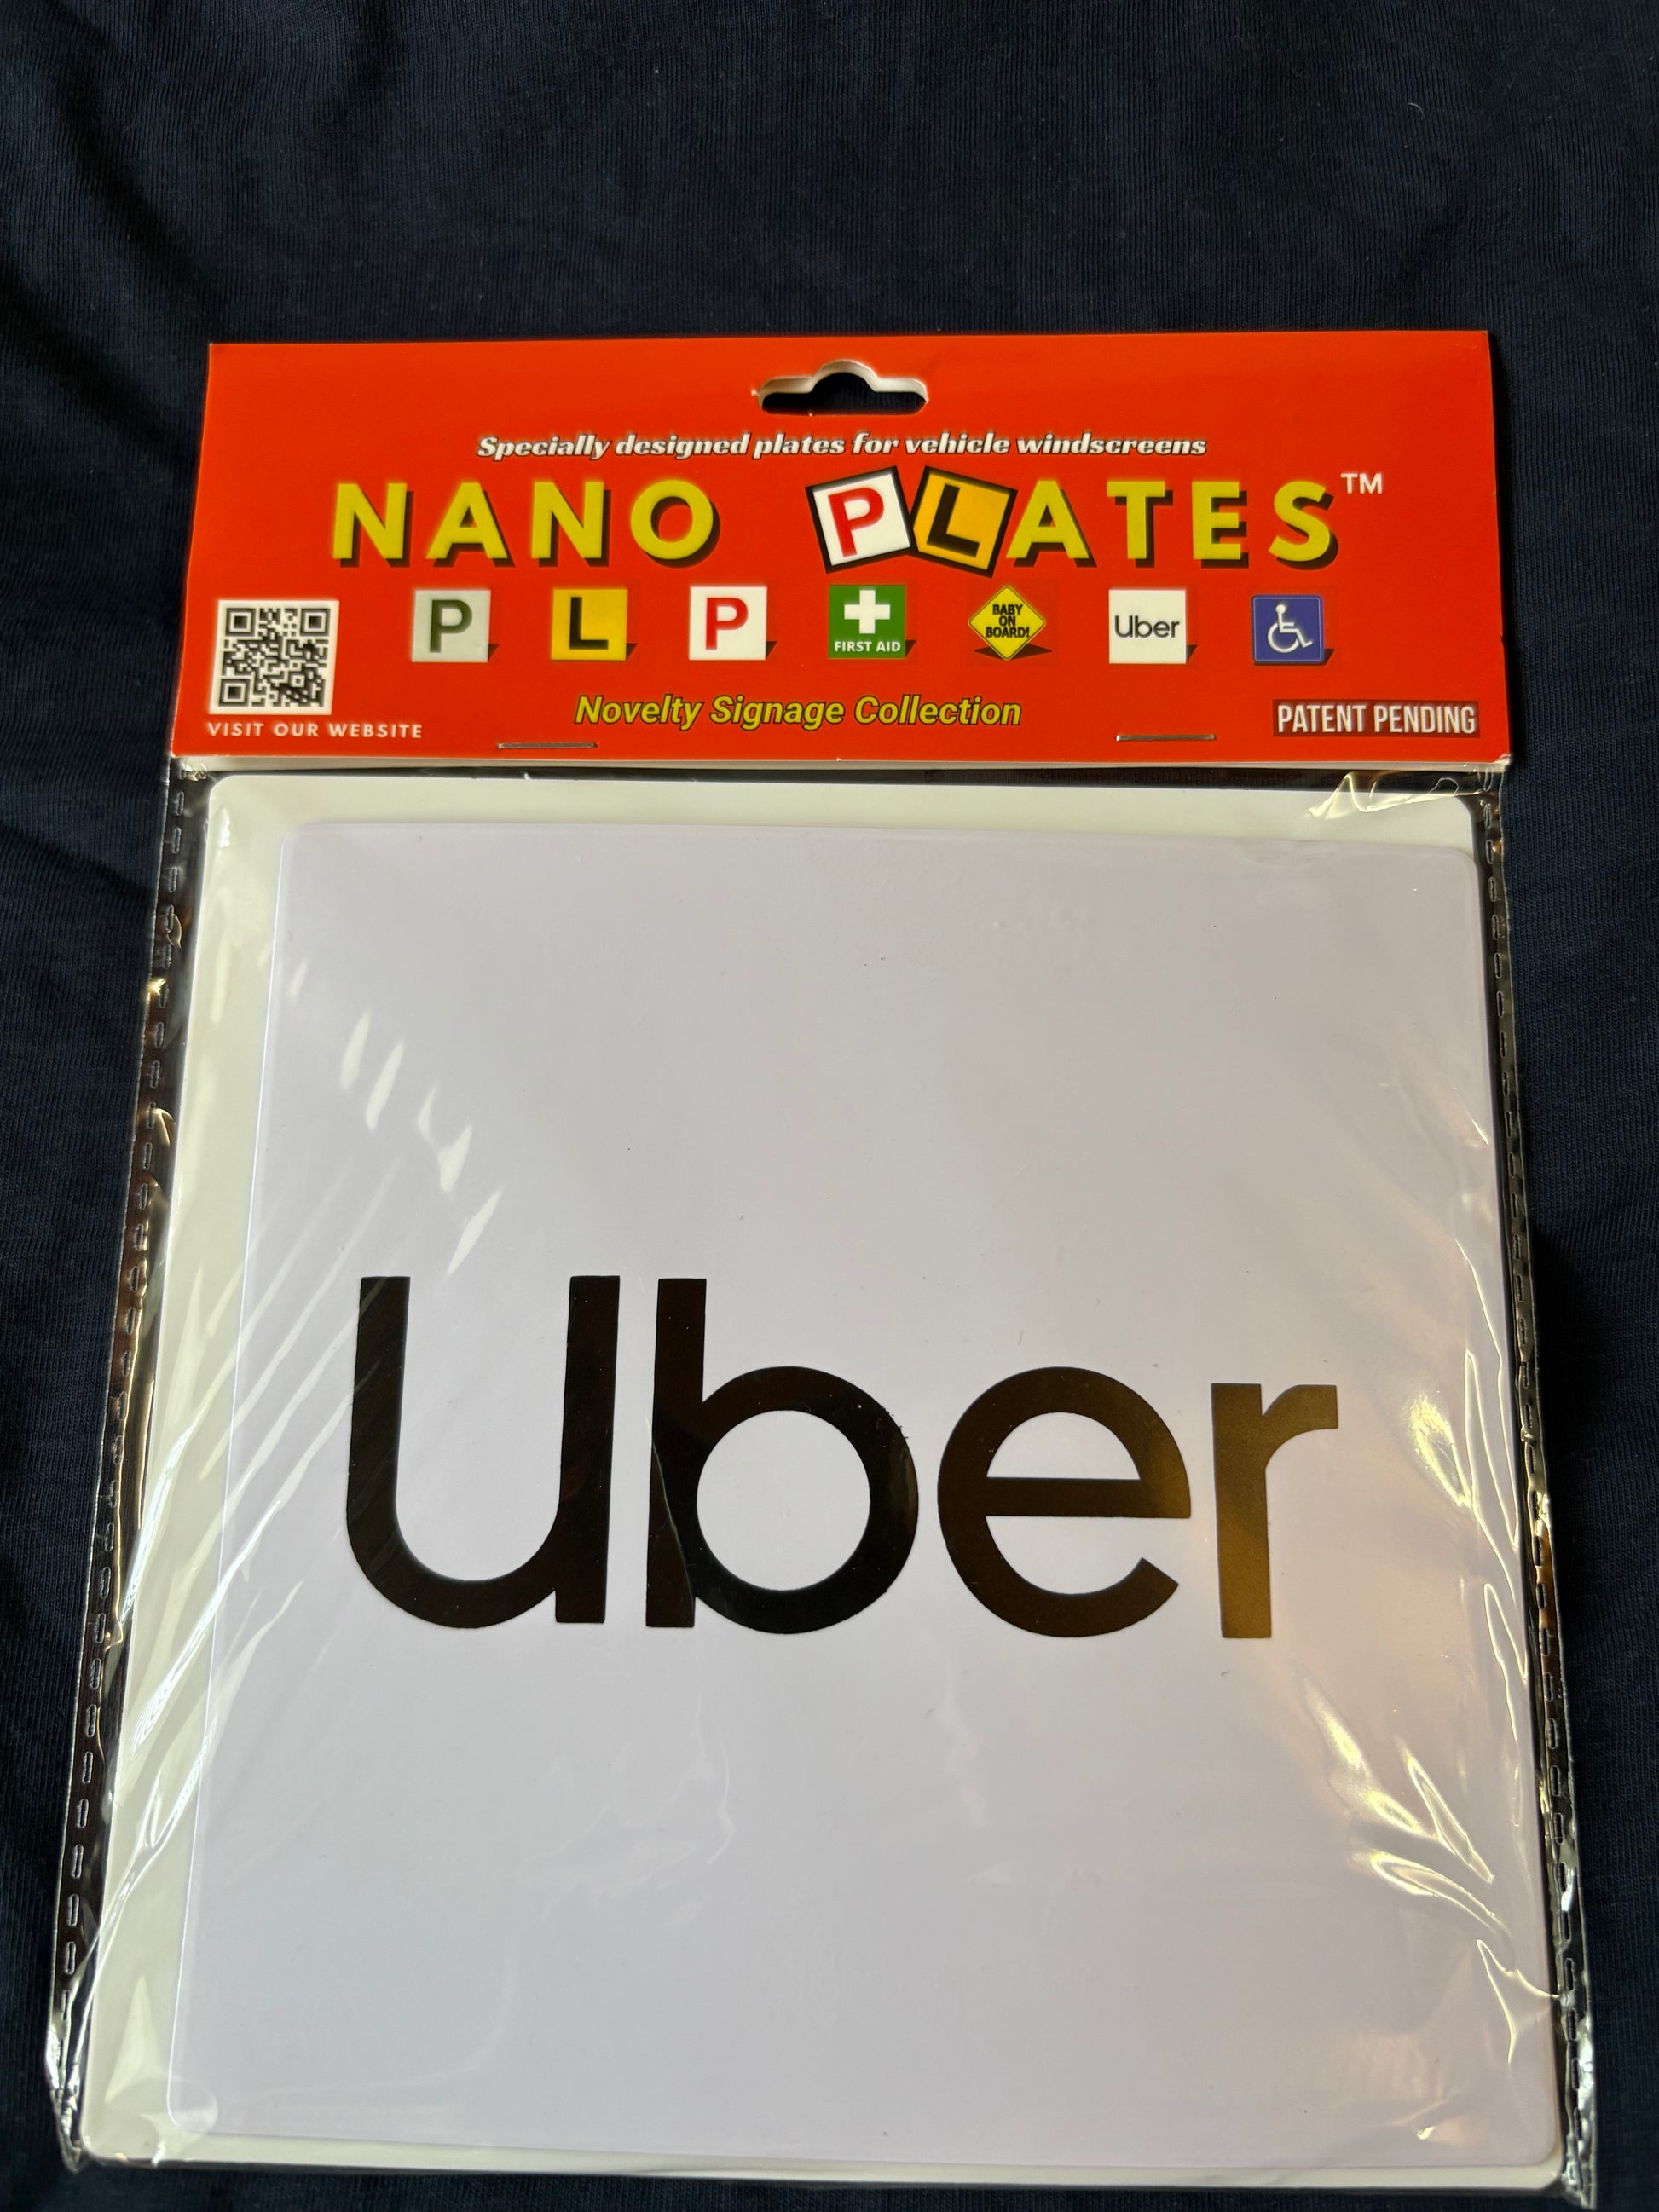 Specially designed plates for vehicle windscreens
NANO PLATES™
P L P FIRST AID BABY ON BOARD! Uber
VISIT OUR WEBSITE
Novelty Signage Collection
PATENT PENDING
Uber